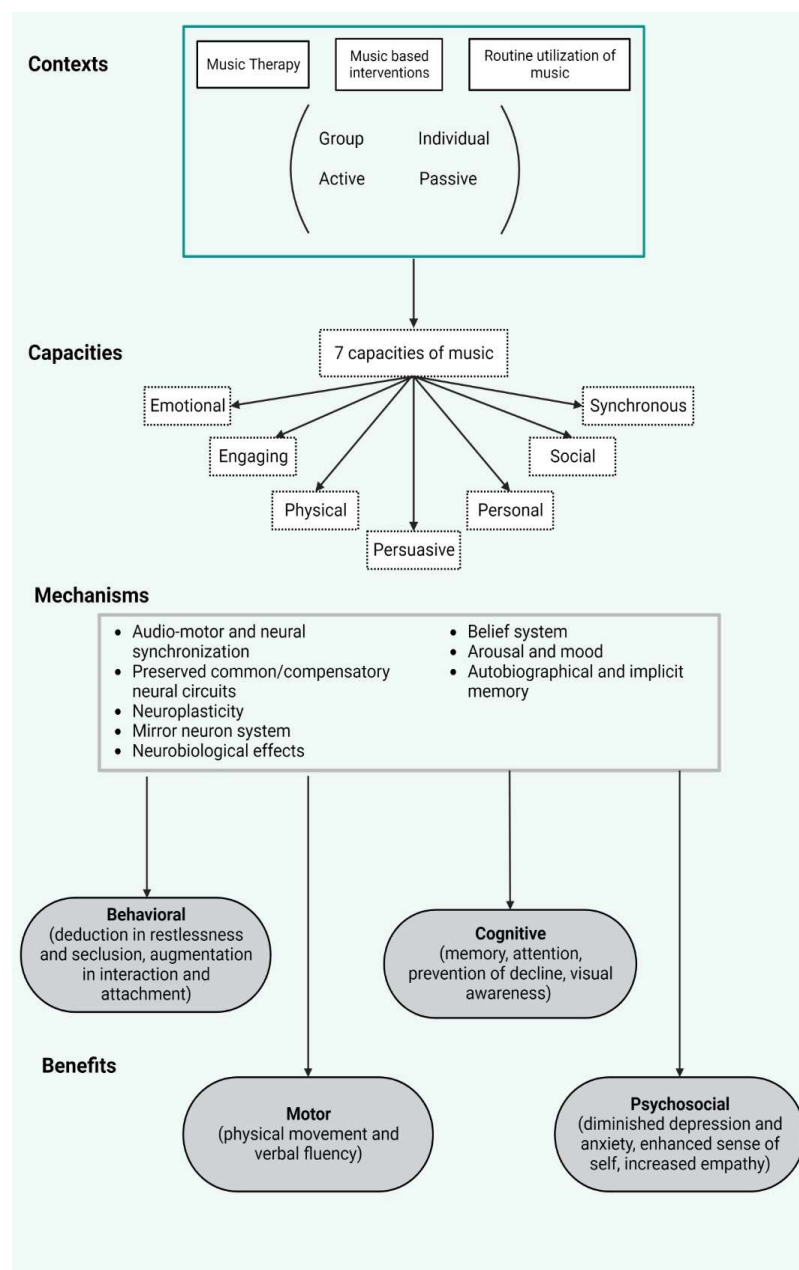 Contexts
Music Therapy
Music based
interventions
Routine utilization of
music
Group
Individual
Active
Passive
Capacities
7 capacities of music
Emotional
Synchronous
Engaging
Social
Physical
Personal
Persuasive
Mechanisms
• Audio-motor and neural
synchronization
• Preserved common/compensatory
neural circuits
• Neuroplasticity
• Mirror neuron system
• Neurobiological effects
• Belief system
• Arousal and mood
• Autobiographical and implicit
memory
Behavioral
(deduction in restlessness
and seclusion, augmentation
in interaction and
attachment)
Cognitive
(memory, attention,
prevention of decline, visual
awareness)
Benefits
Motor
(physical movement and
verbal fluency)
Psychosocial
(diminished depression and
anxiety, enhanced sense of
self, increased empathy)